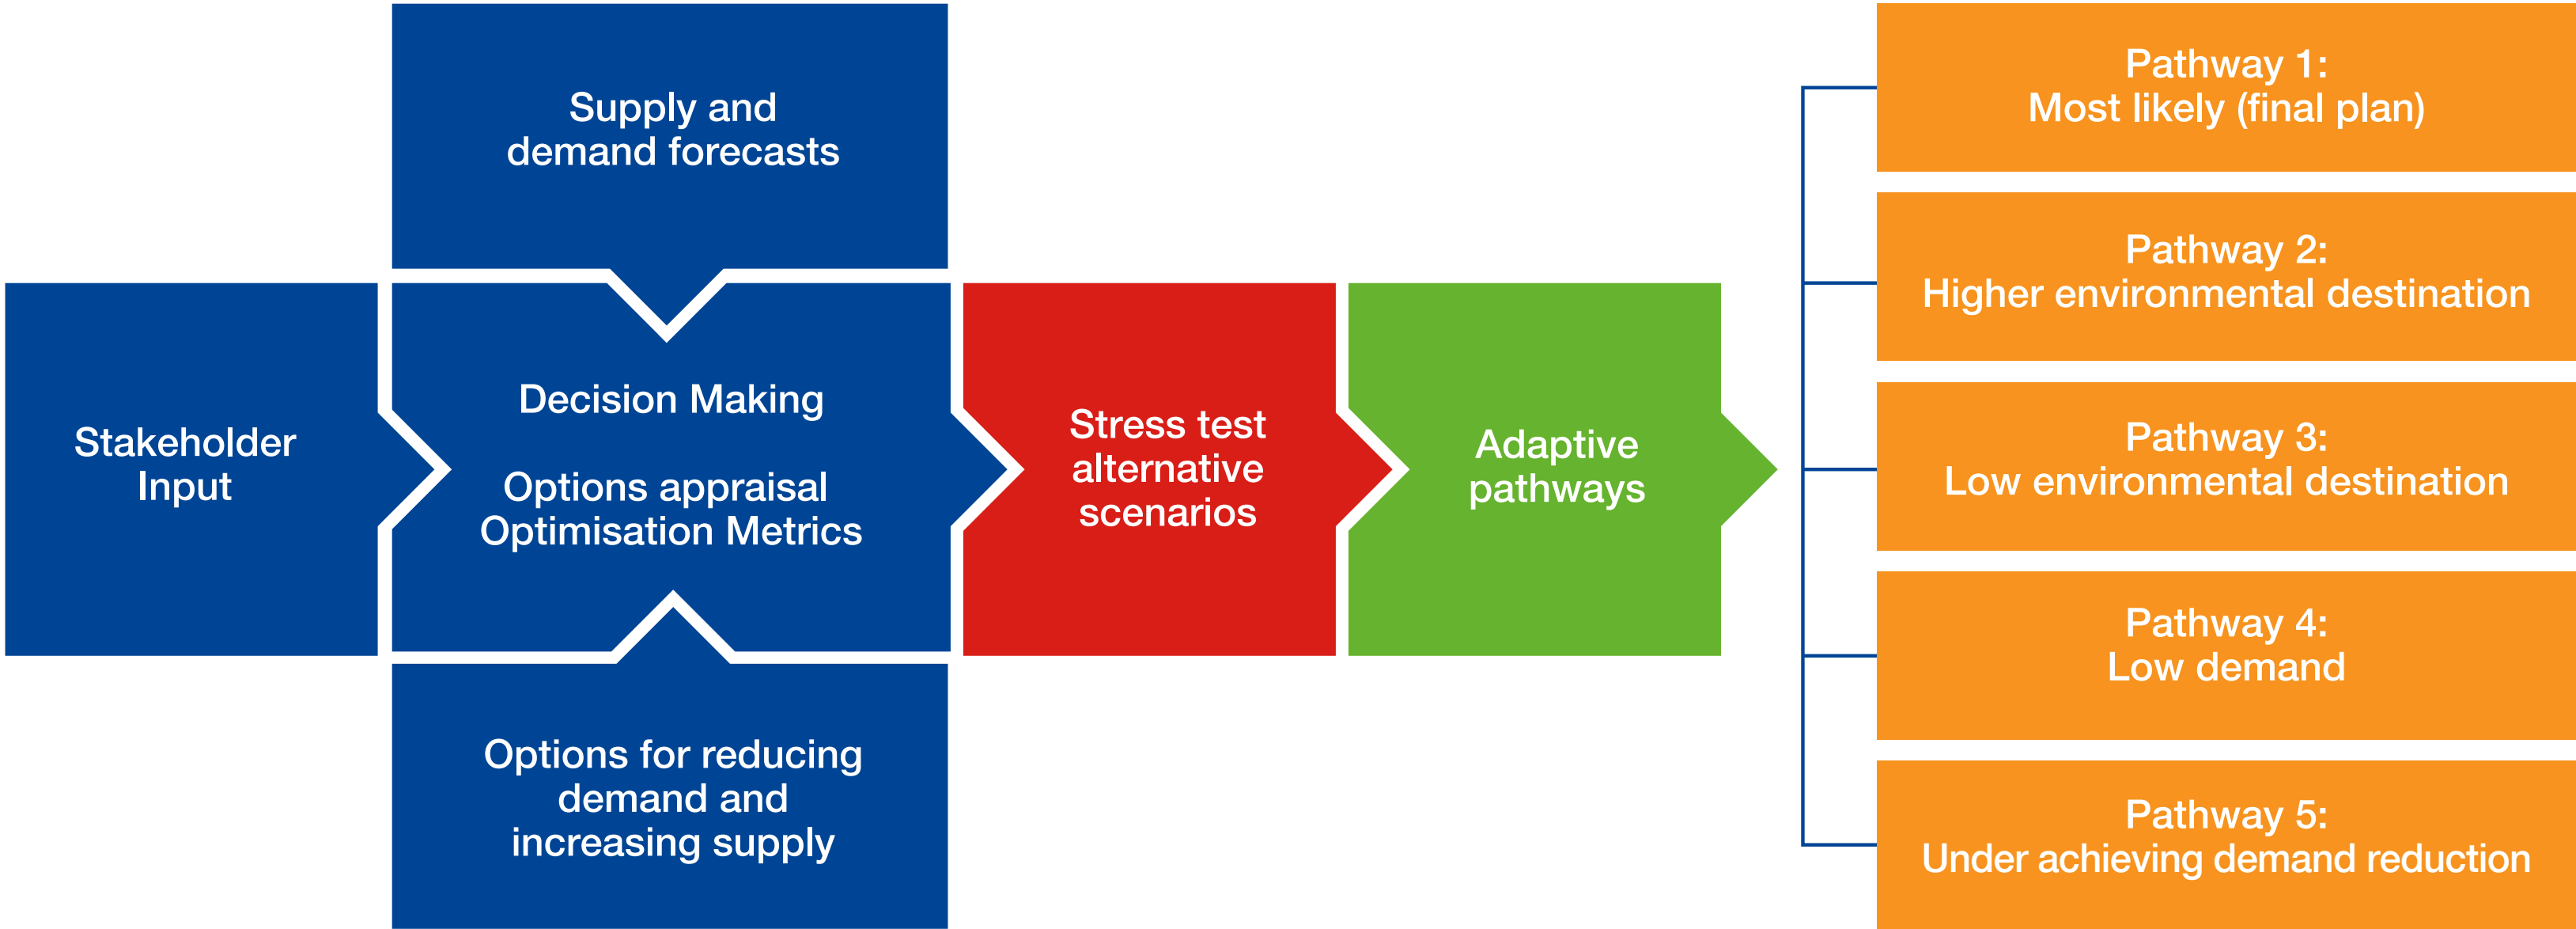 Stakeholder
Input
Supply and
demand forecasts
Decision Making
Options appraisal
Optimisation Metrics
Options for reducing
demand and
increasing supply
Stress test
alternative
scenarios
Adaptive
pathways
Pathway 1:
Most likely (final plan)
Pathway 2:
Higher environmental destination
Pathway 3:
Low environmental destination
Pathway 4:
Low demand
Pathway 5:
Under achieving demand reduction